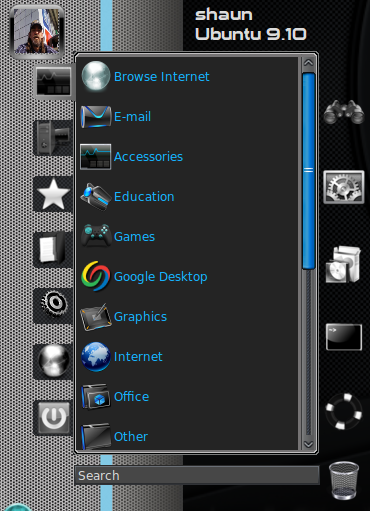 shaun
Ubuntu 9.10
Browse Internet
E-mail
Accessories
Education
Games
Google Desktop
Graphics
Internet
Office
Other
Search